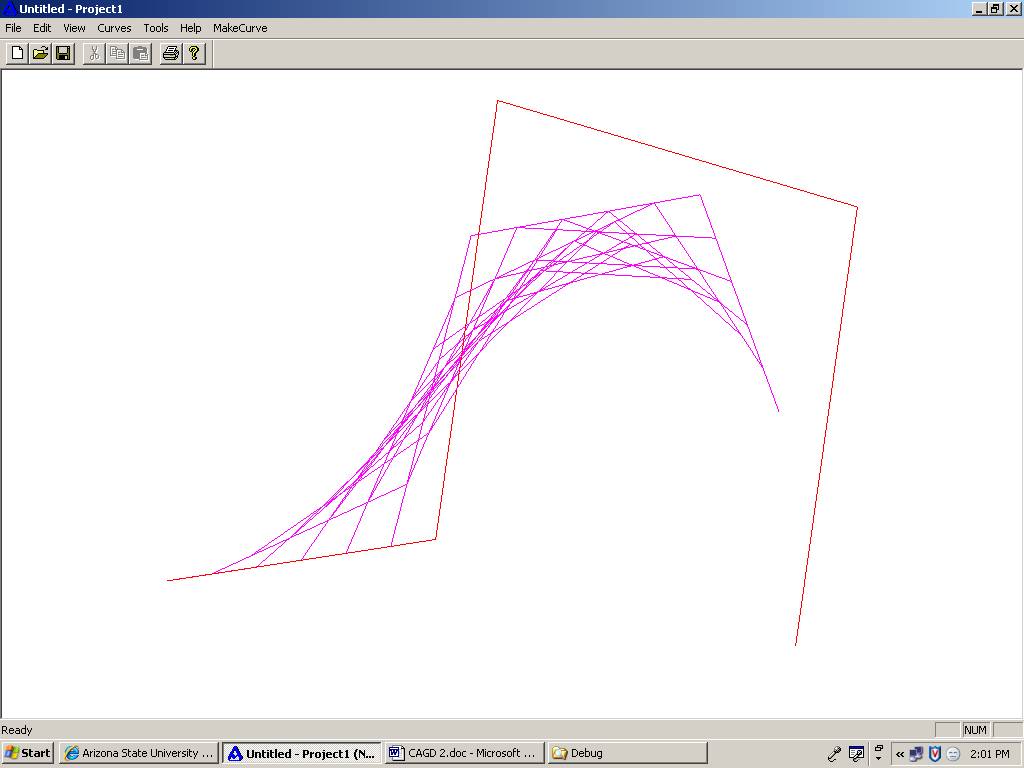 Untitled - Project1
File Edit View Curves Tools Help MakeCurve
Ready
NUM
Start Arizona State University ... Untitled - Project1 (N... CAGD 2.doc - Microsoft ... Debug 2:01 PM